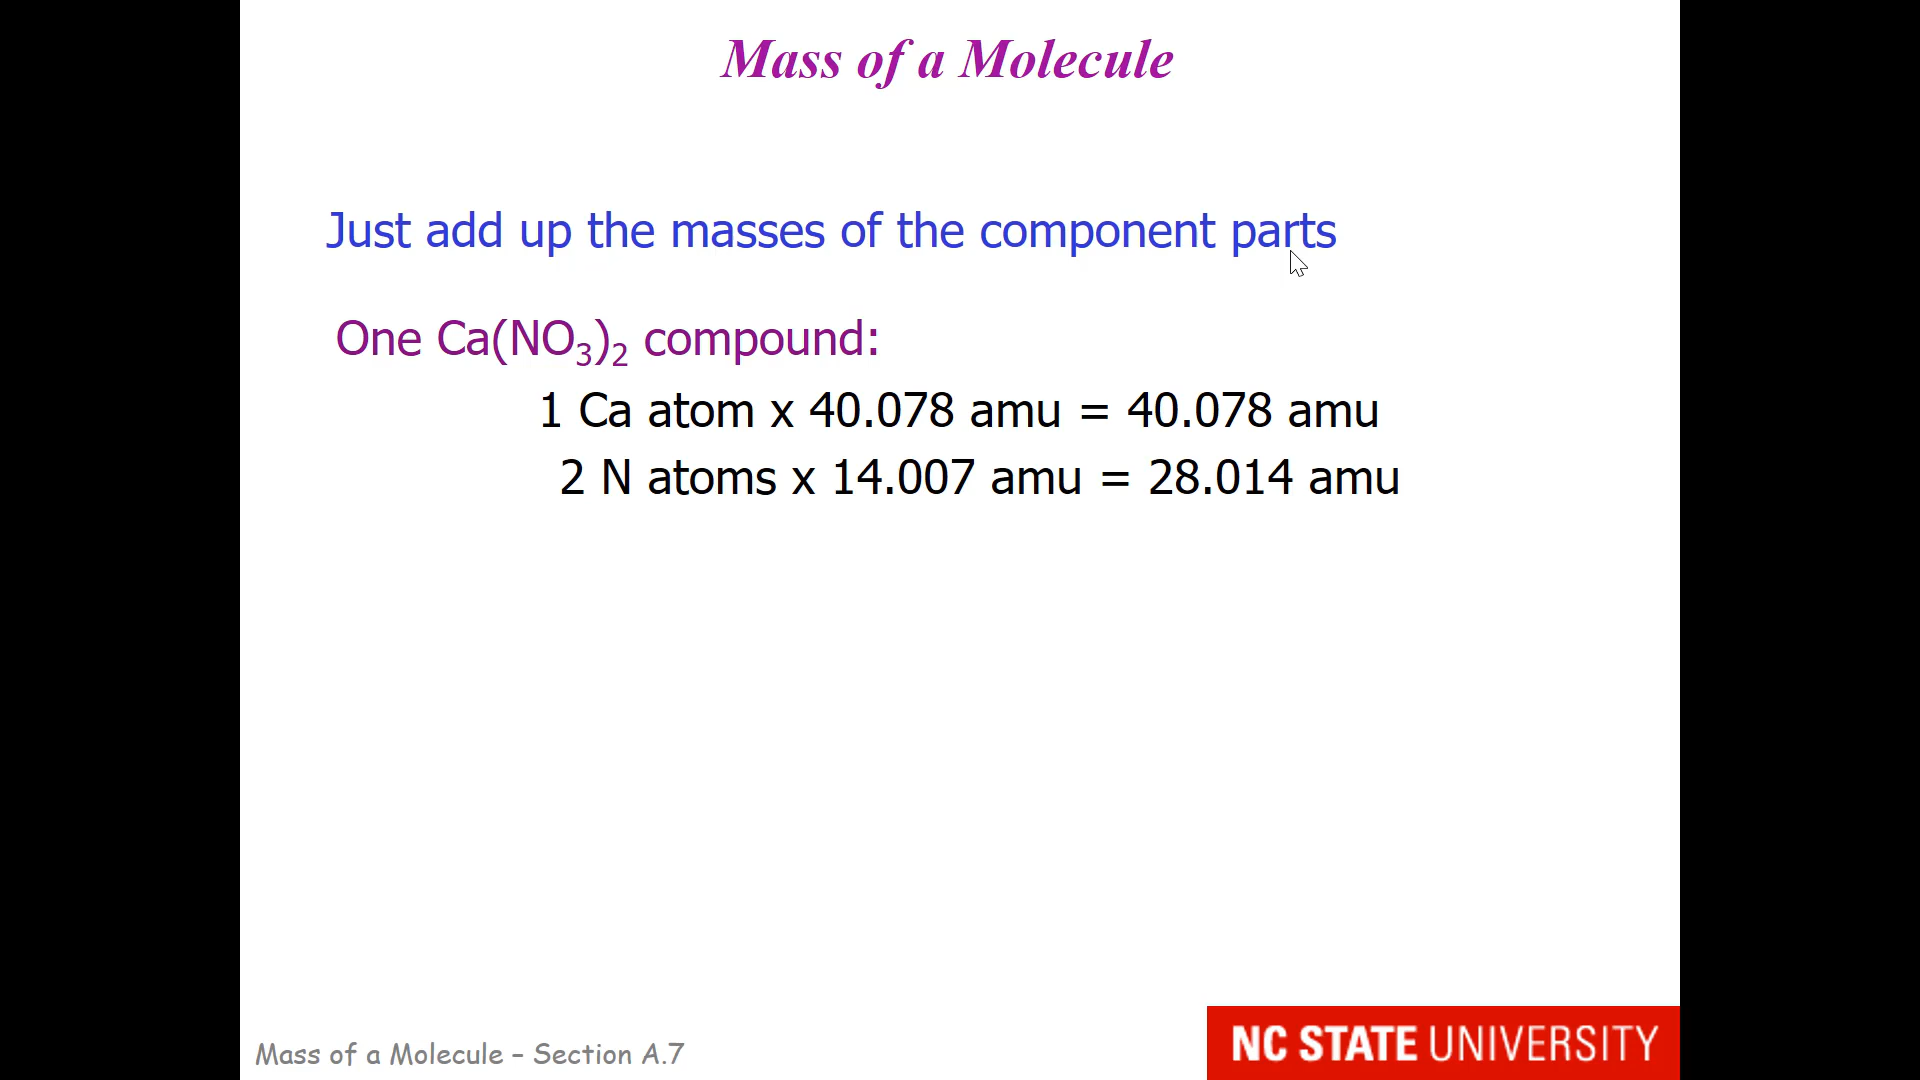 Mass of a Molecule
Just add up the masses of the component parts
One Ca(NO₃)₂ compound:
1 Ca atom x 40.078 amu = 40.078 amu
2 N atoms x 14.007 amu = 28.014 amu
Mass of a Molecule – Section A.7
NC STATE UNIVERSITY